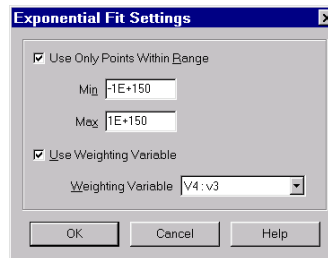 Exponential Fit Settings
Use Only Points Within Range
Min -1E+150
Max 1E+150
Use Weighting Variable
Weighting Variable V4:v3
OK Cancel Help